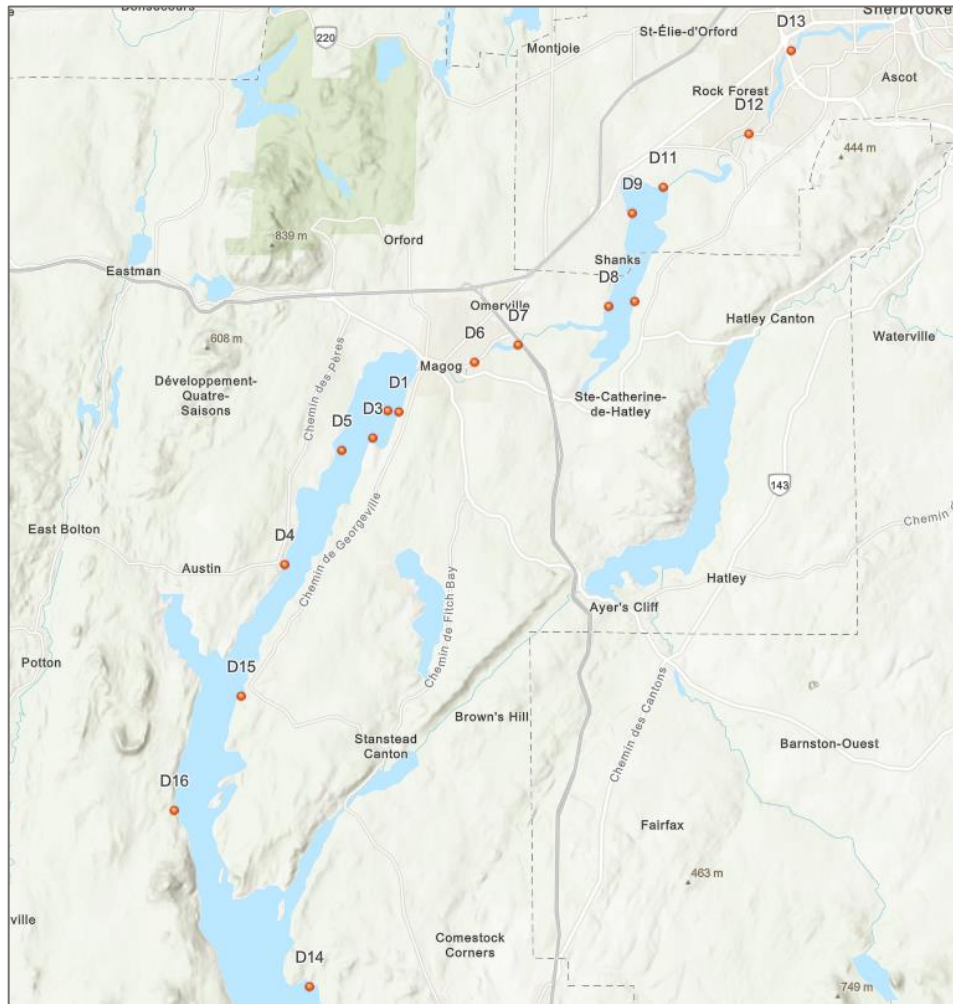 Sherbrooke
D13
220
St-Élie-d'Orford
Montjoie
Rock Forest
Ascot
D12
444 m
D11
D9
839 m
Orford
Eastman
Shanks
D8
Omerville
D7
Hatley Canton
608 m
D6
Waterville
Magog
Chemin des Pères
Développement-
Quatre-
Saisons
D1
D3
Ste-Catherine-
de-Hatley
D5
143
Chemin de Georgeville
East Bolton
D4
Austin
Chemin de Fitch Bay
Hatley
Ayer's Cliff
Potton
D15
Chemin des Cantons
Brown's Hill
Stanstead
Canton
Barnston-Ouest
D16
Fairfax
463 m
ville
Comestock
Corners
D14
749 m